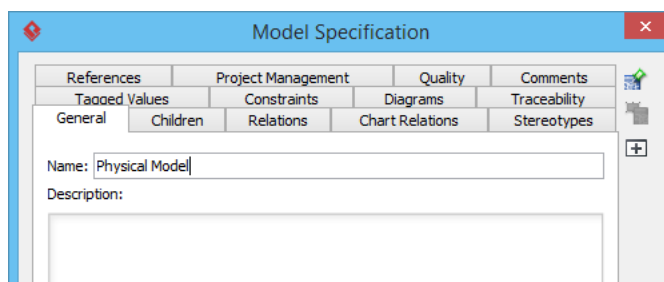 Model Specification
References Project Management Quality Comments
Tagged Values Constraints Diagrams Traceability
General Children Relations Chart Relations Stereotypes
Name: Physical Model
Description: